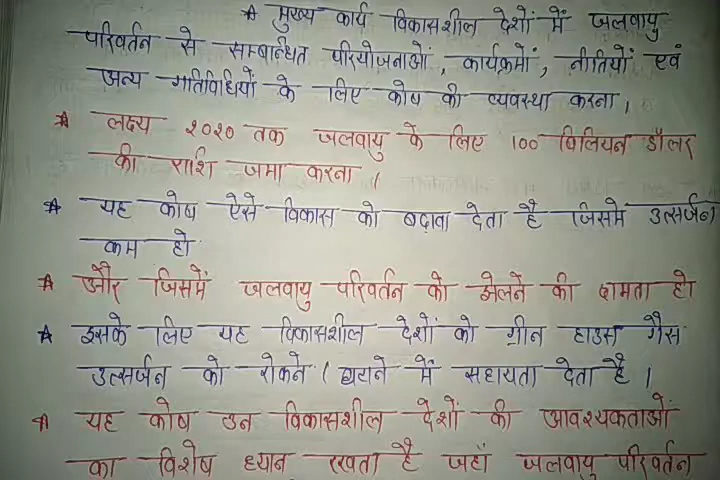 * मुख्य कार्य विकासशील देशों में जलवायु
परिवर्तन से सम्बान्धित परियोजनाओं, कार्यक्रमों, नीतियों एवं
अन्य गतिविधियों के लिए कोष की व्यवस्था करना।
* लक्ष्य २०२० तक जलवायु के लिए 100 बिलियन डॉलर
की राशि जमा करना।
* यह कोष ऐसे विकास को बढ़ावा देता है जिसमे उत्सर्जन
कम हो
* और जिसमें जलवायु परिवर्तन को झेलने की क्षमता हो
* इसके लिए यह विकासशील देशों को ग्रीन हाउस गैस
उत्सर्जन को रोकने / घटाने में सहायता देता है।
* यह कोष उन विकासशील देशों की आवश्यकताओं
का विशेष ध्यान रखता है जहाँ जलवायु परिवर्तन